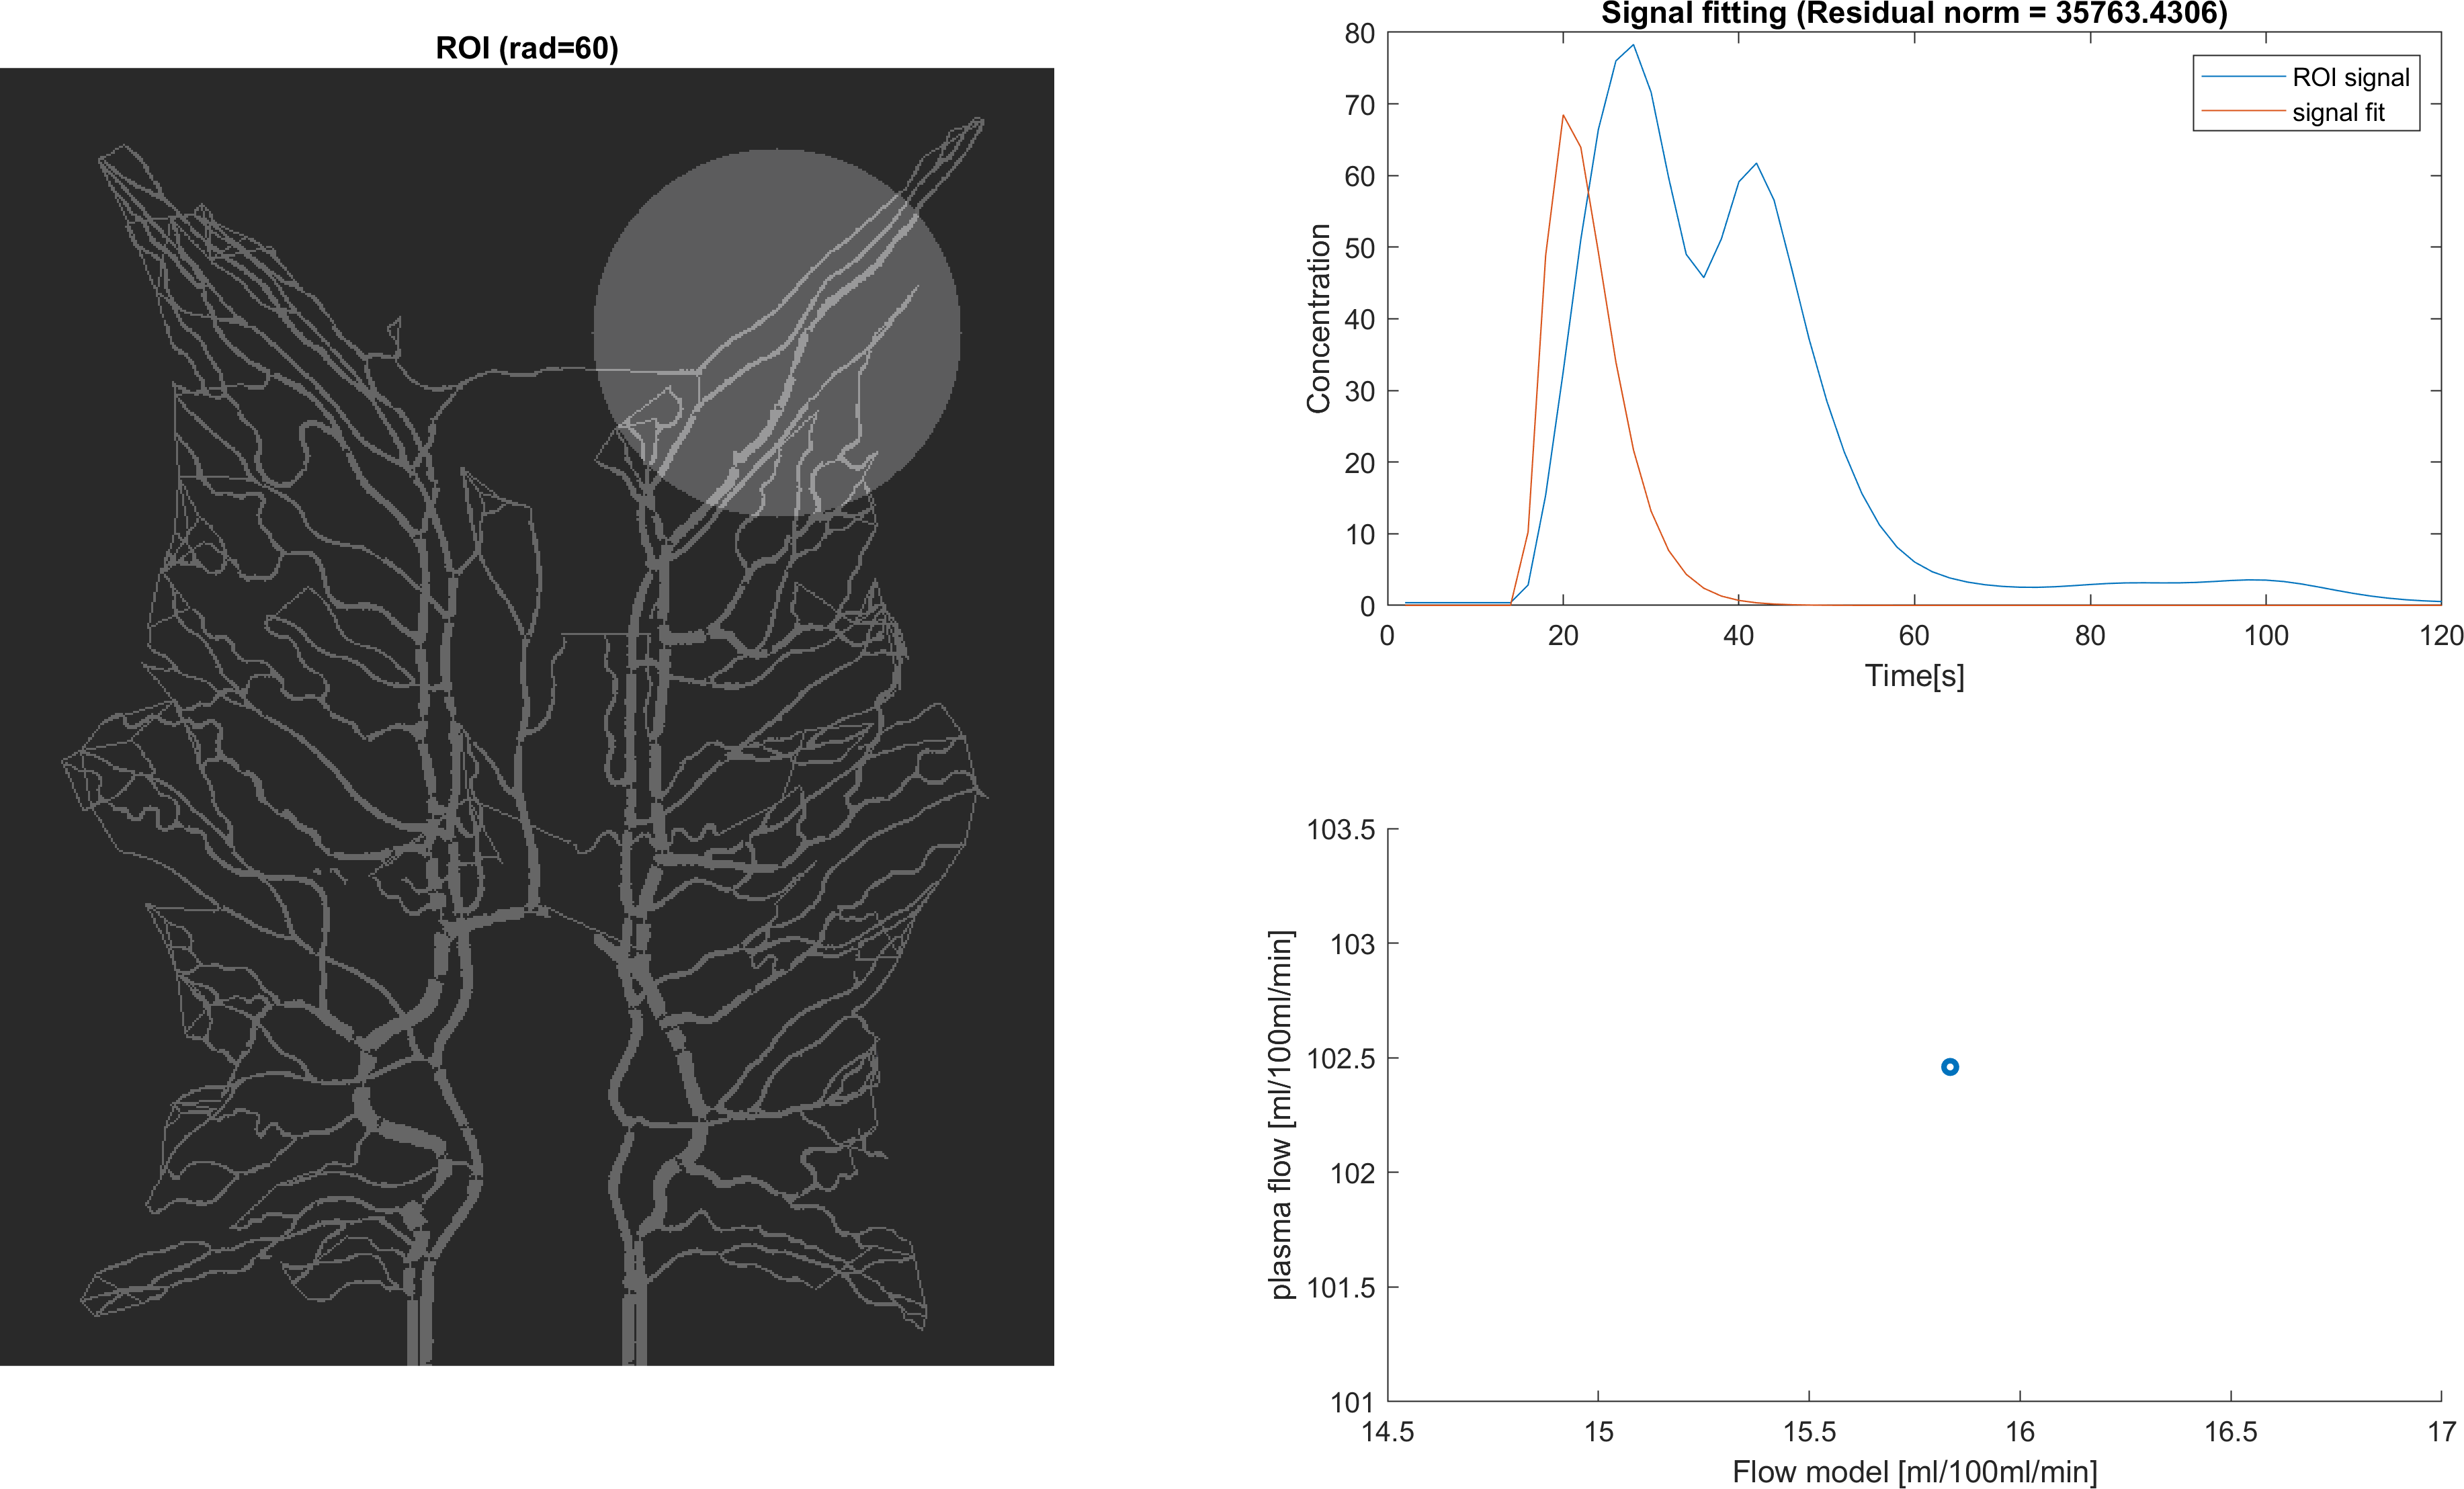 ROI (rad=60)
Signal fitting (Residual norm = 35763.4306)
80
70
60
50
40
30
20
10
0
Concentration
ROI signal
signal fit
0 20 40 60 80 100 120
Time[s]
103.5
103
102.5
102
101.5
101
plasma flow [ml/100ml/min]
14.5 15 15.5 16 16.5 17
Flow model [ml/100ml/min]